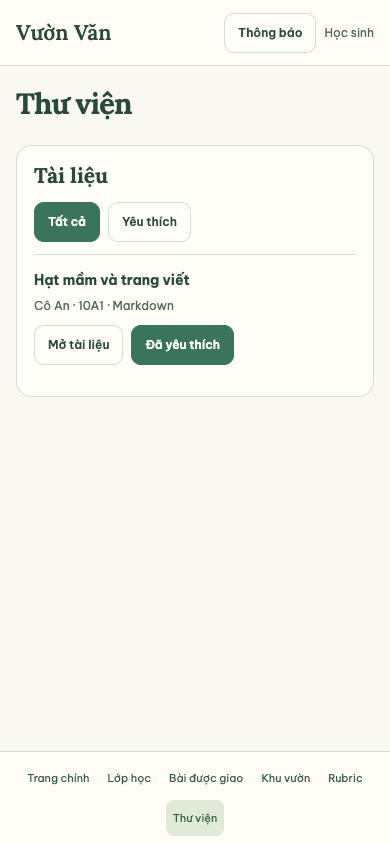 Vườn Văn
Thông báo
Học sinh
Thư viện
Tài liệu
Tất cả
Yêu thích
Hạt mầm và trang viết
Cô An · 10A1 · Markdown
Mở tài liệu
Đã yêu thích
Trang chính
Lớp học
Bài được giao
Khu vườn
Rubric
Thư viện